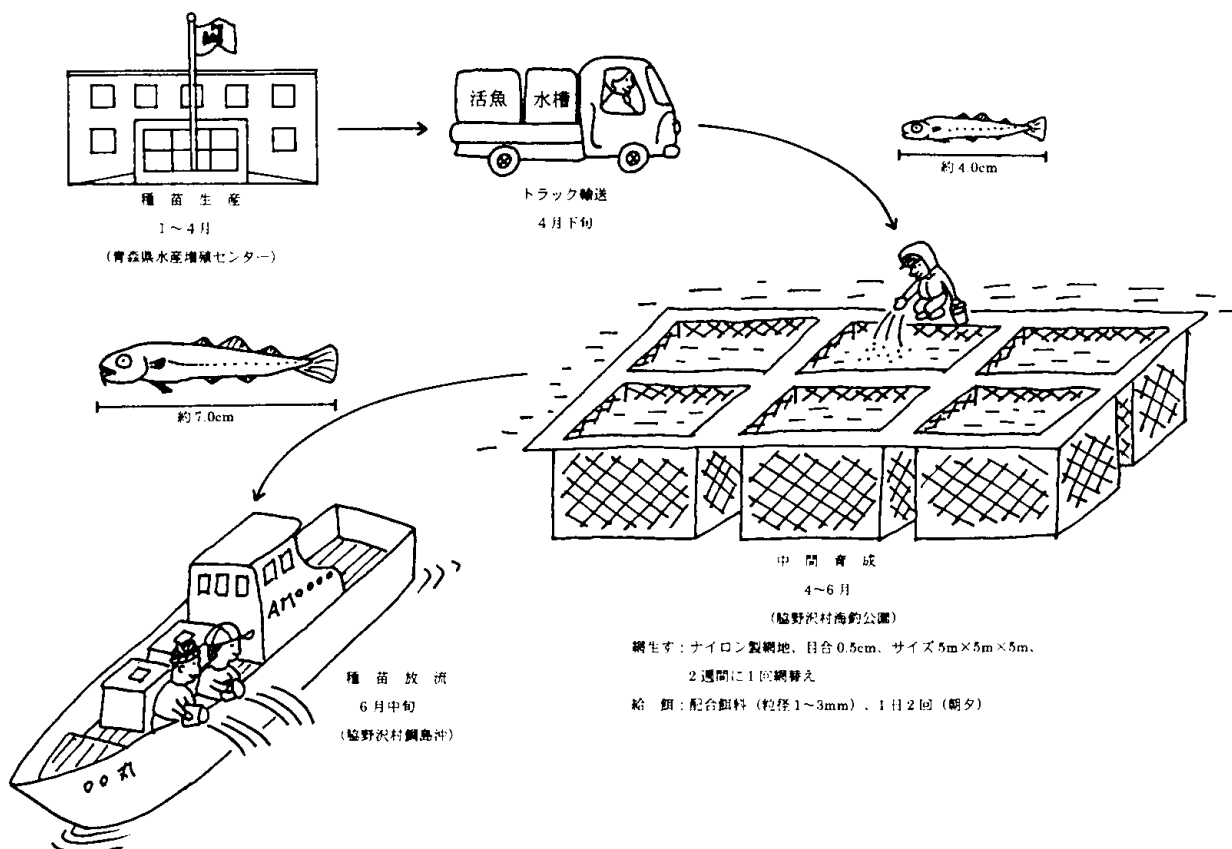 活魚 水槽
種苗生産
1～4月
(青森県水産増殖センター)
トラック輸送
4月下旬
約4.0cm
約7.0cm
中間育成
4～6月
(脇野沢村海釣公園)
網生す：ナイロン製網地、目合0.5cm、サイズ5m×5m×5m、
2週間に1回網替え
給餌：配合餌料（粒径1～3mm）、1日2回（朝夕）
種苗放流
6月中旬
(脇野沢村鯛島沖)
○○丸